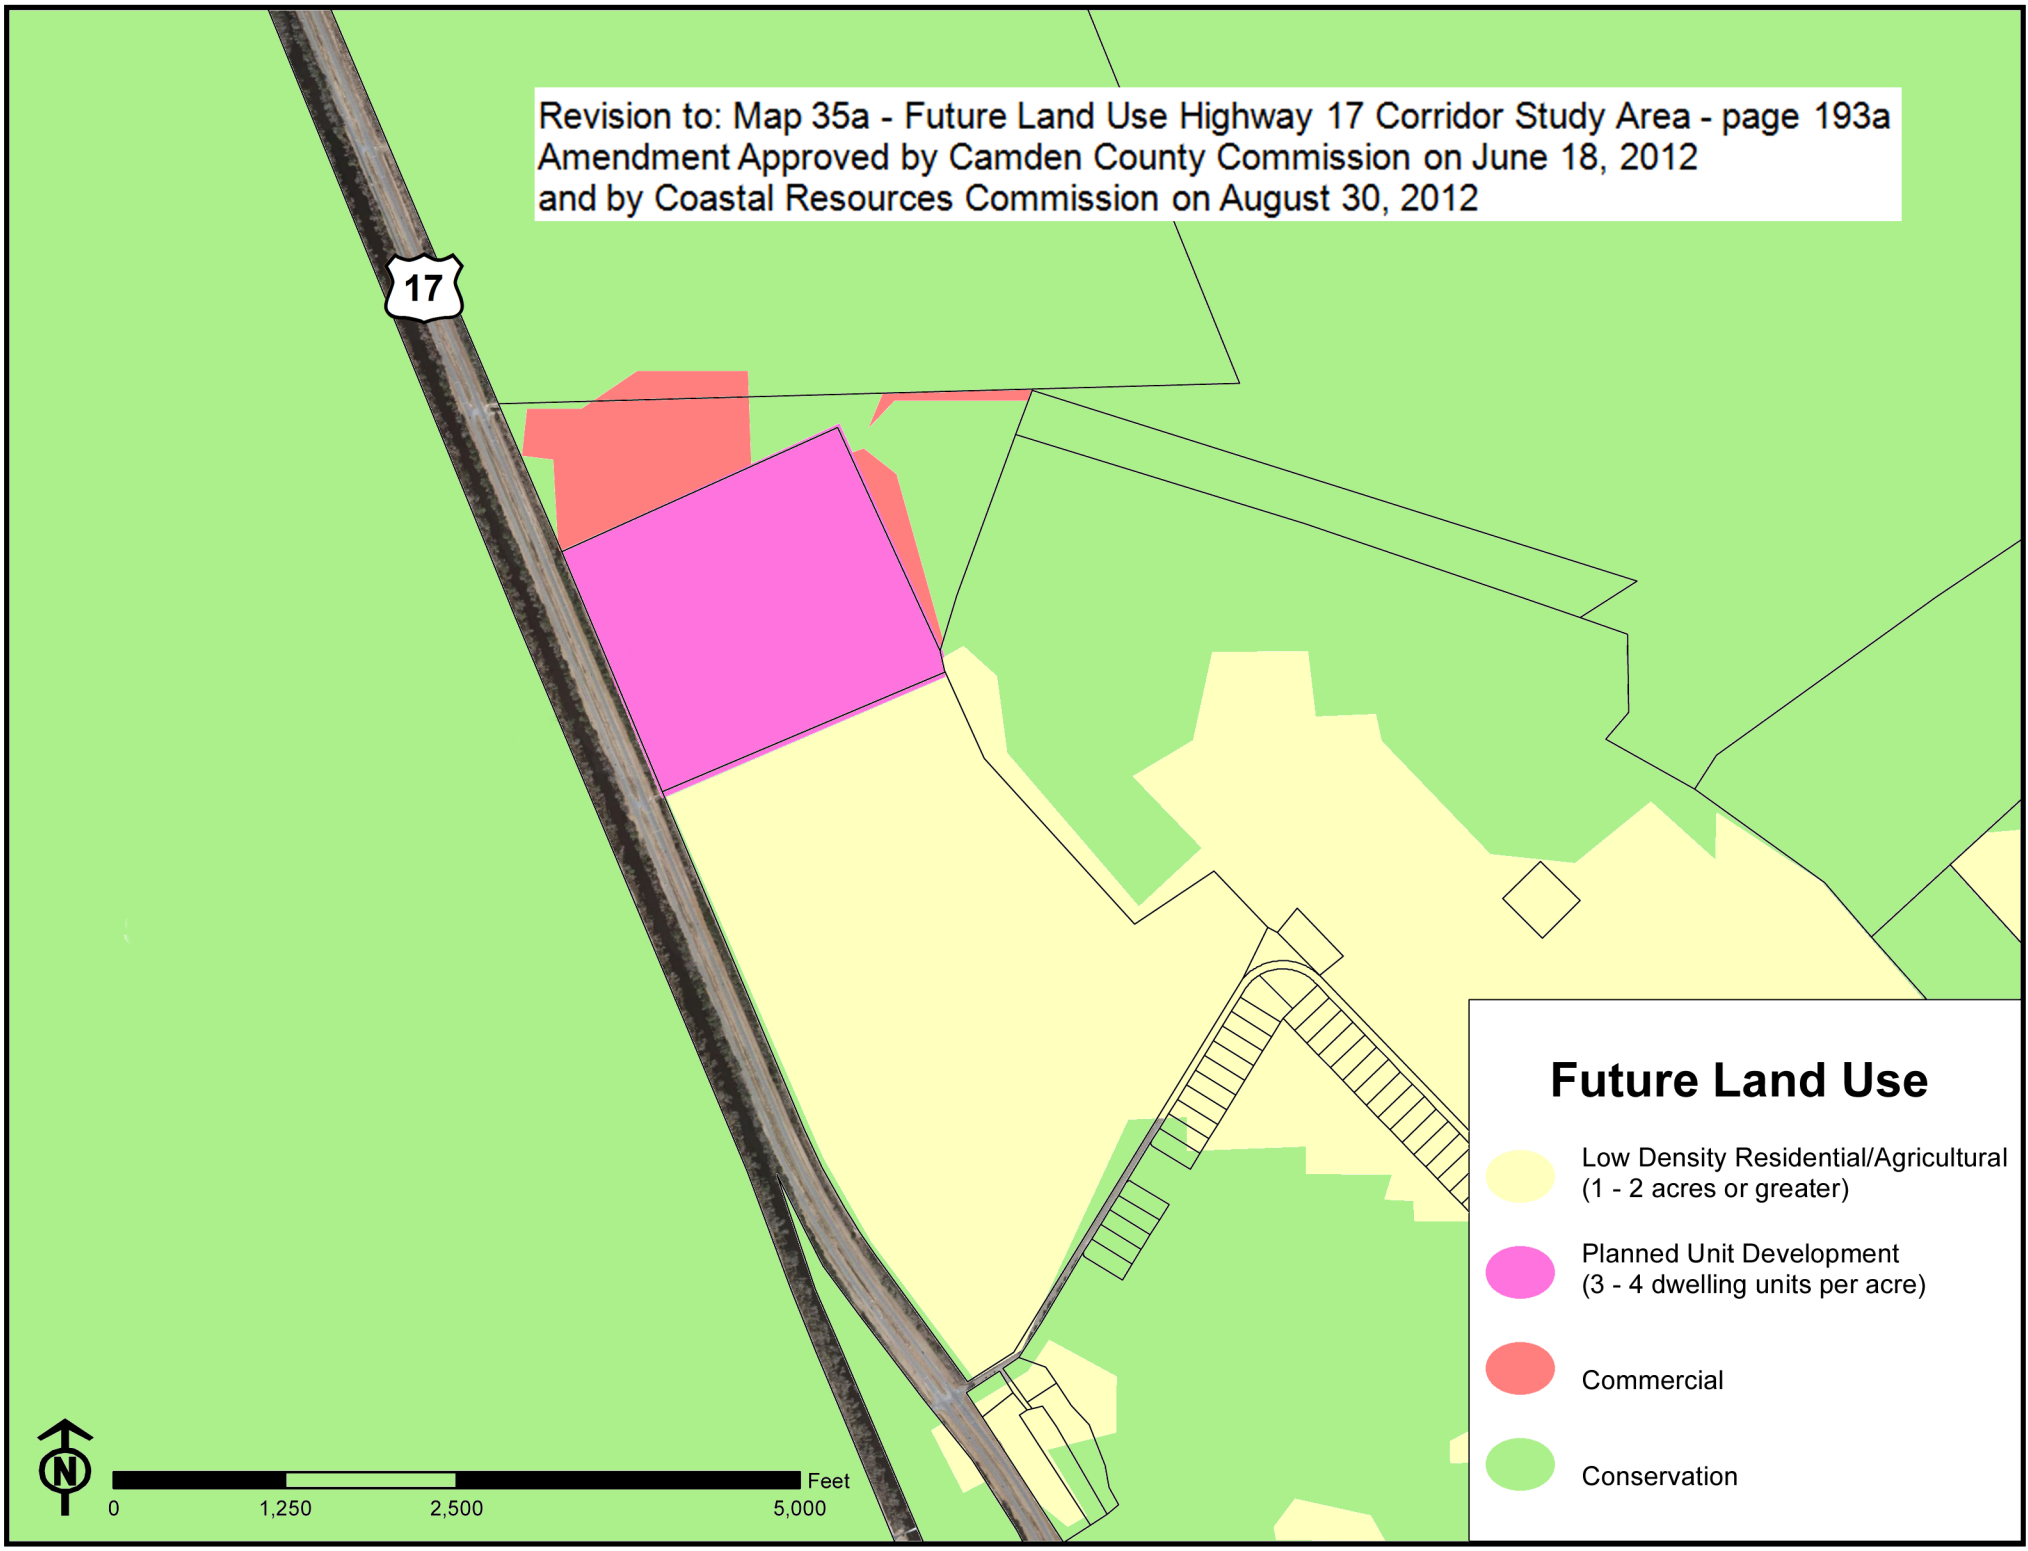 Revision to: Map 35a - Future Land Use Highway 17 Corridor Study Area - page 193a
Amendment Approved by Camden County Commission on June 18, 2012
and by Coastal Resources Commission on August 30, 2012
17
Future Land Use
Low Density Residential/Agricultural
(1 - 2 acres or greater)
Planned Unit Development
(3 - 4 dwelling units per acre)
Commercial
Conservation
N
Feet
0 1,250 2,500 5,000